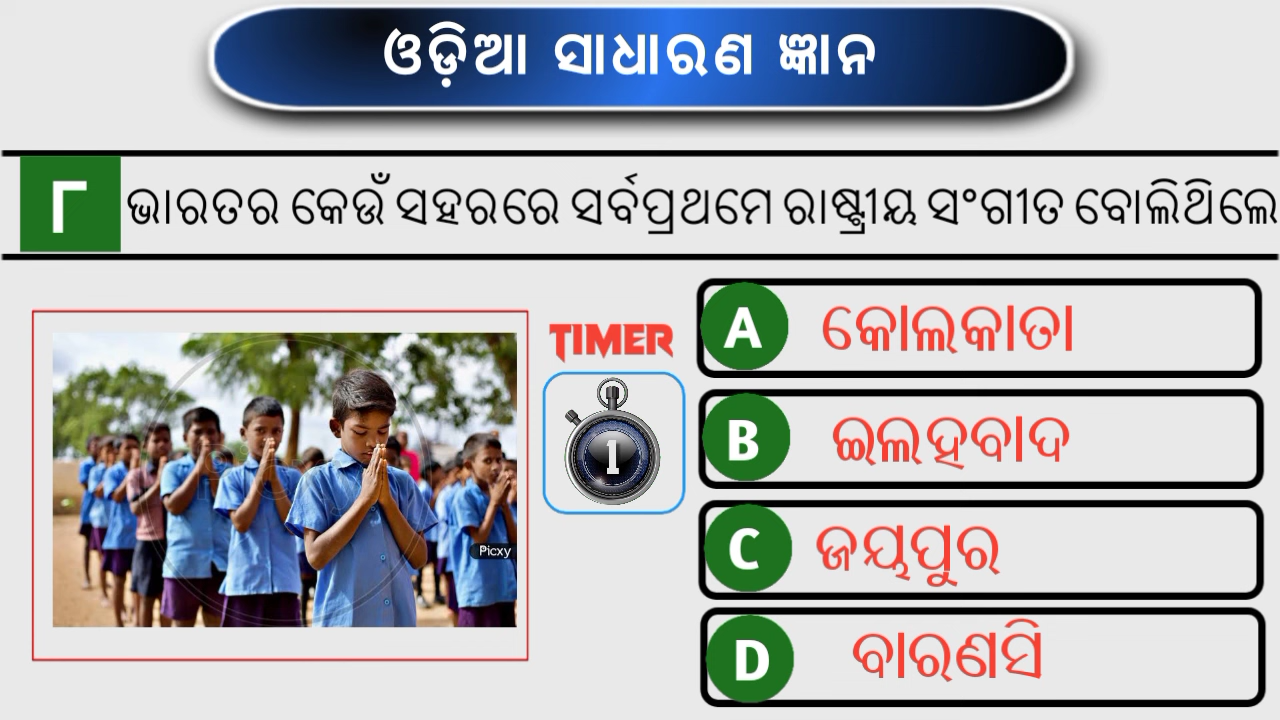 ଓଡ଼ିଆ ସାଧାରଣ ଜ୍ଞାନ
୮ ଭାରତର କେଉଁ ସହରରେ ସର୍ବପ୍ରଥମେ ରାଷ୍ଟ୍ରୀୟ ସଂଗୀତ ବୋଲିଥିଲେ
TIMER
1
Picxy
A କୋଲକାତା
B ଇଲହବାଦ
C ଜୟପୁର
D ବାରଣସି